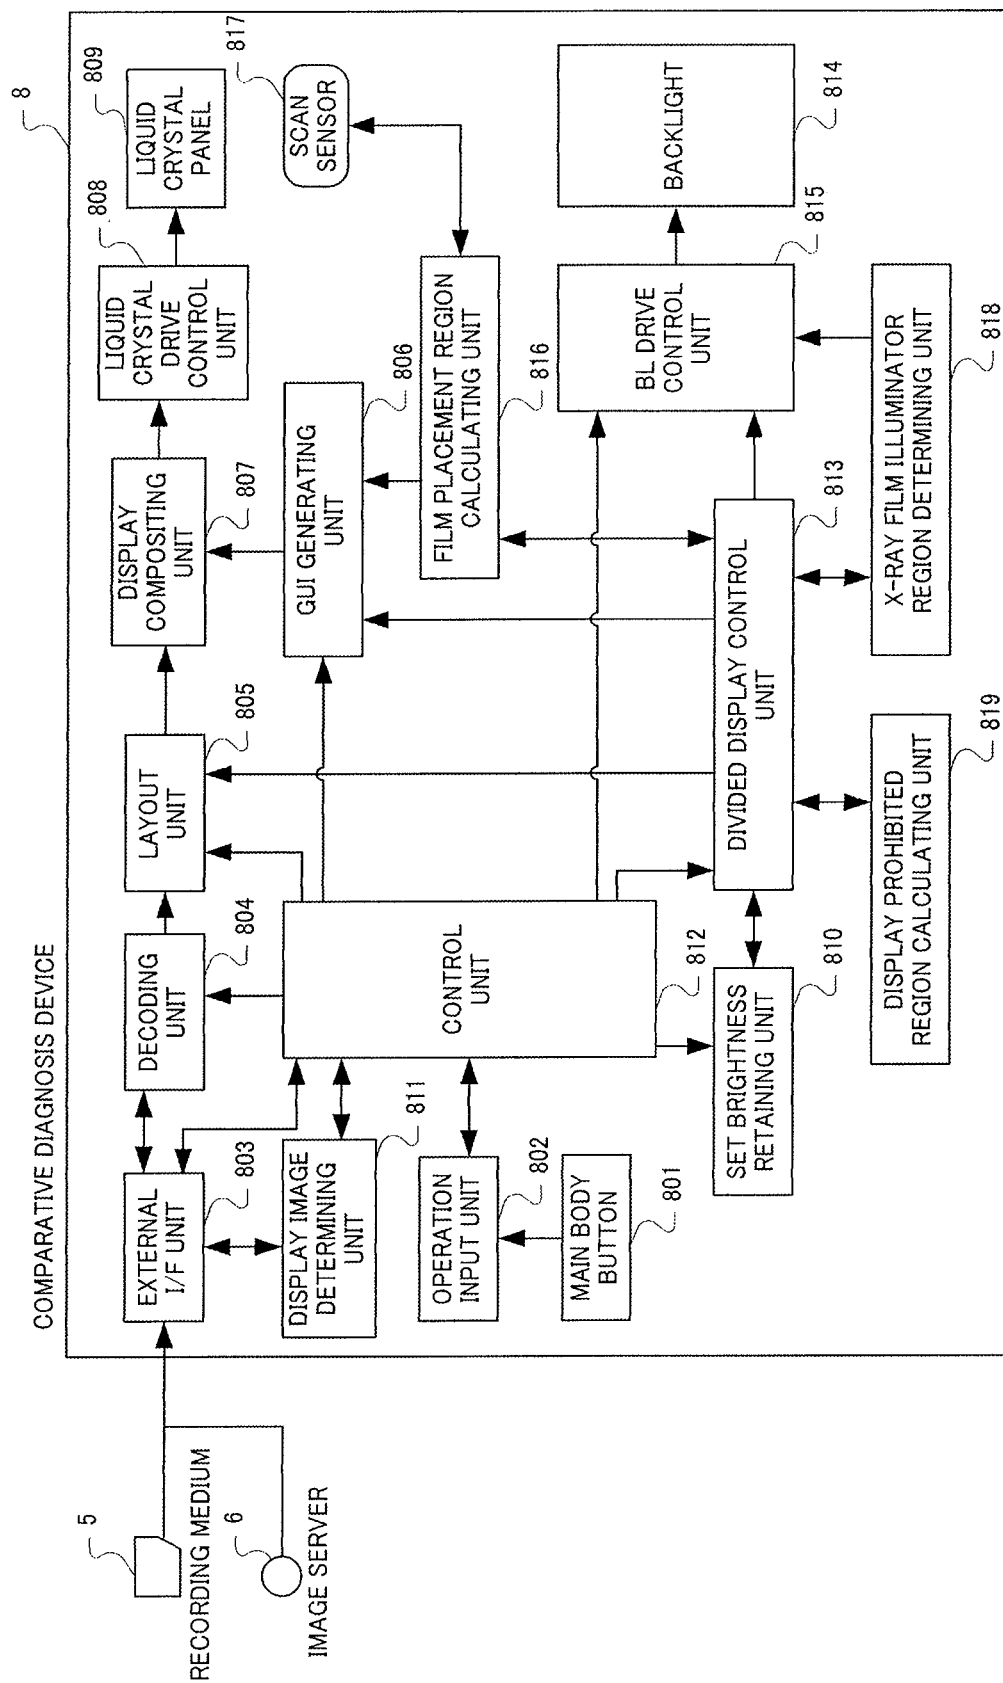 COMPARATIVE DIAGNOSIS DEVICE
8
5
RECORDING MEDIUM
6
IMAGE SERVER
EXTERNAL
I/F UNIT
803
DECODING
UNIT
804
LAYOUT
UNIT
805
DISPLAY
COMPOSITING
UNIT
807
LIQUID
CRYSTAL
DRIVE
CONTROL
UNIT
808
LIQUID
CRYSTAL
PANEL
809
DISPLAY IMAGE
DETERMINING
UNIT
811
CONTROL
UNIT
812
GUI GENERATING
UNIT
806
SCAN
SENSOR
817
OPERATION
INPUT UNIT
802
FILM PLACEMENT REGION
CALCULATING UNIT
816
MAIN BODY
BUTTON
801
BL DRIVE
CONTROL
UNIT
815
BACKLIGHT
814
SET BRIGHTNESS
RETAINING UNIT
810
DIVIDED DISPLAY CONTROL
UNIT
813
DISPLAY PROHIBITED
REGION CALCULATING UNIT
819
X-RAY FILM ILLUMINATOR
REGION DETERMINING UNIT
818